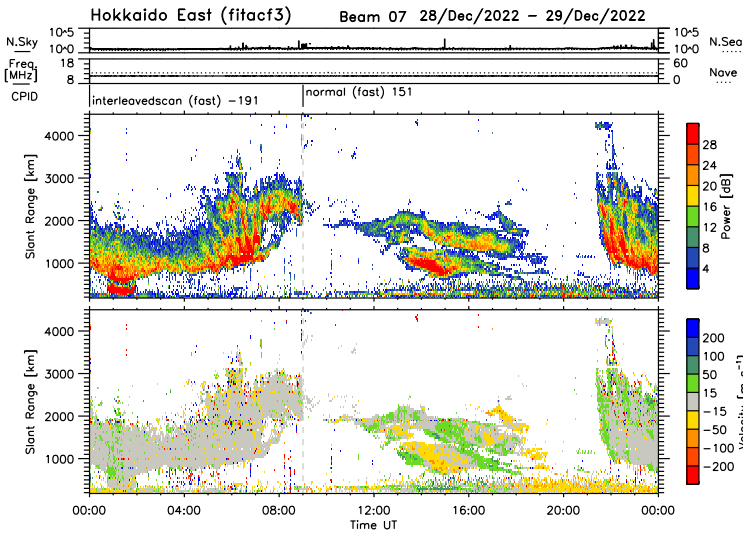 Hokkaido East (fitacf3) Beam 07 28/Dec/2022 − 29/Dec/2022
N.Sky 10^5 10^0 10^5 10^0 N.Sea
Freq. [MHz] 18 8 60 0 Nave
CPID interleavedscan (fast) −191 normal (fast) 151
Slant Range [km]
4000
3000
2000
1000
28
24
20
16
12
8
4
Power [dB]
Slant Range [km]
4000
3000
2000
1000
200
100
50
15
−15
−50
−100
−200
00:00 04:00 08:00 12:00 16:00 20:00 00:00
Time UT